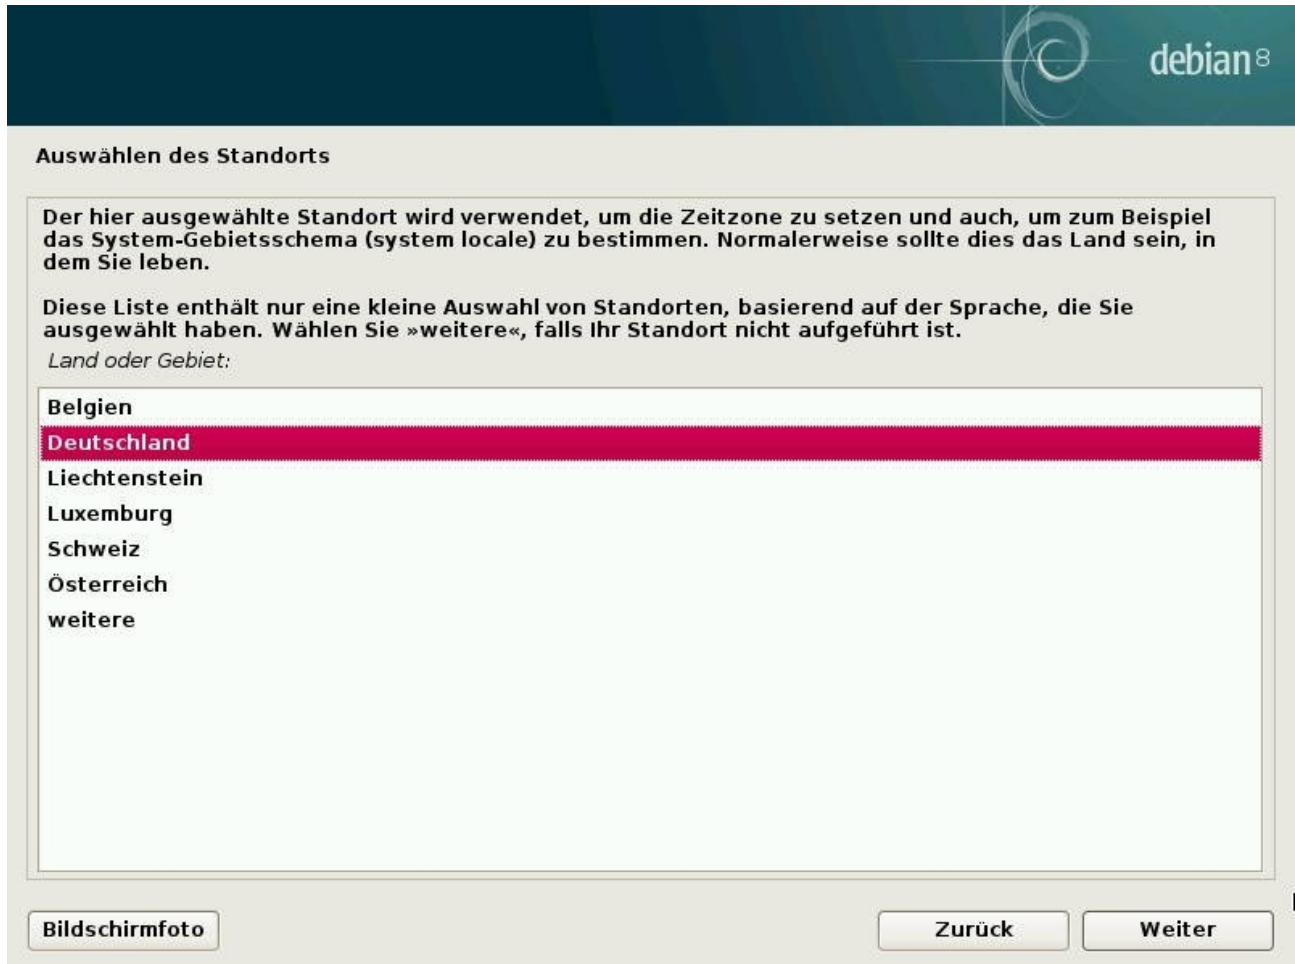 debian 8
Auswählen des Standorts
Der hier ausgewählte Standort wird verwendet, um die Zeitzone zu setzen und auch, um zum Beispiel
das System-Gebietsschema (system locale) zu bestimmen. Normalerweise sollte dies das Land sein, in
dem Sie leben.
Diese Liste enthält nur eine kleine Auswahl von Standorten, basierend auf der Sprache, die Sie
ausgewählt haben. Wählen Sie »weitere«, falls Ihr Standort nicht aufgeführt ist.
Land oder Gebiet:
Belgien
Deutschland
Liechtenstein
Luxemburg
Schweiz
Österreich
weitere
Bildschirmfoto
Zurück
Weiter